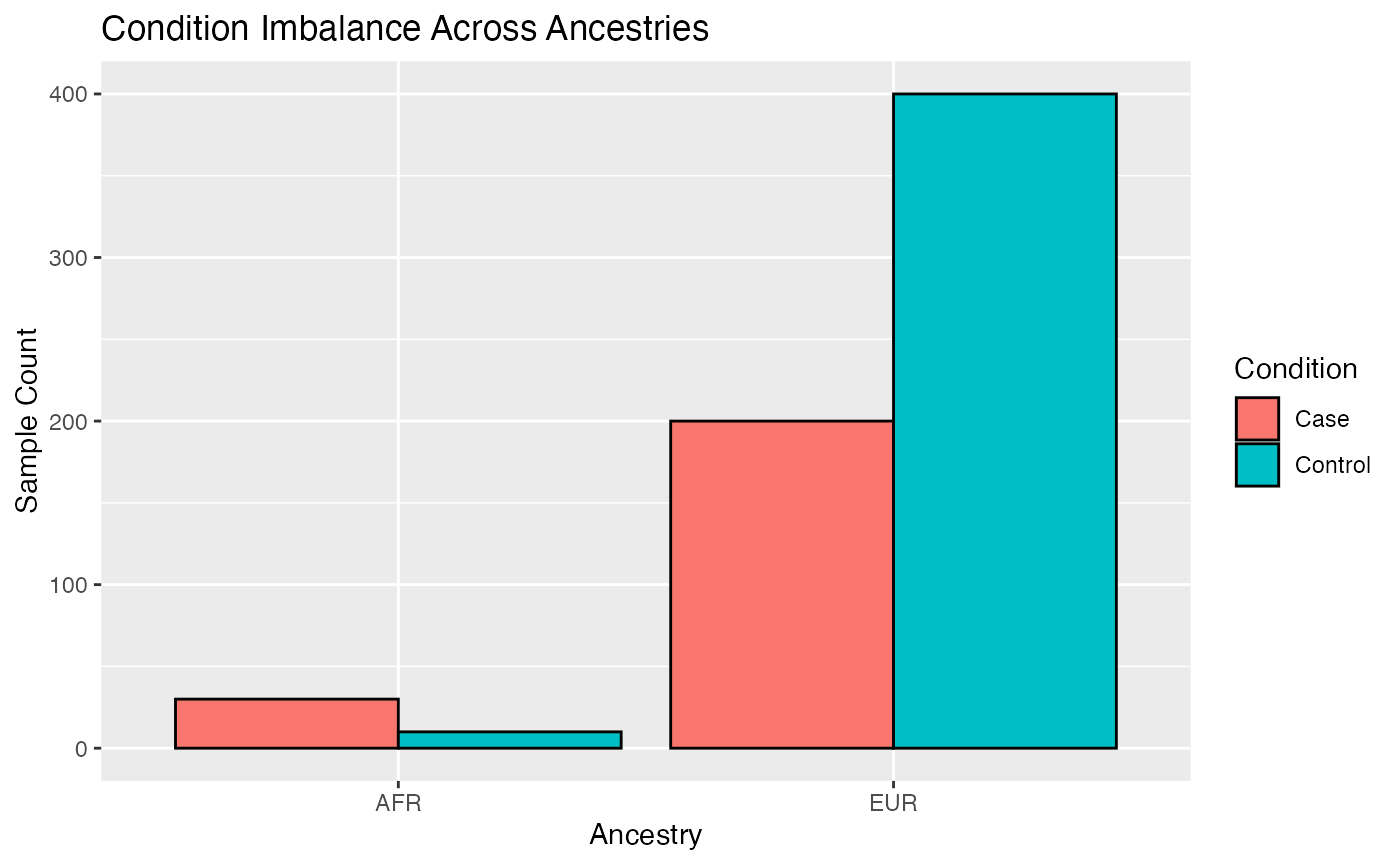 Condition Imbalance Across Ancestries
400
300
200
100
0
Sample Count
AFR
EUR
Ancestry
Condition
Case
Control